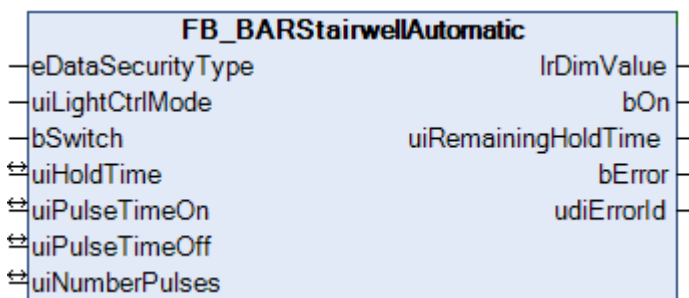 FB_BARStairwellAutomatic
eDataSecurityType lrDimValue
uiLightCtrlMode bOn
bSwitch uiRemainingHoldTime
uiHoldTime bError
uiPulseTimeOn udiErrorId
uiPulseTimeOff
uiNumberPulses